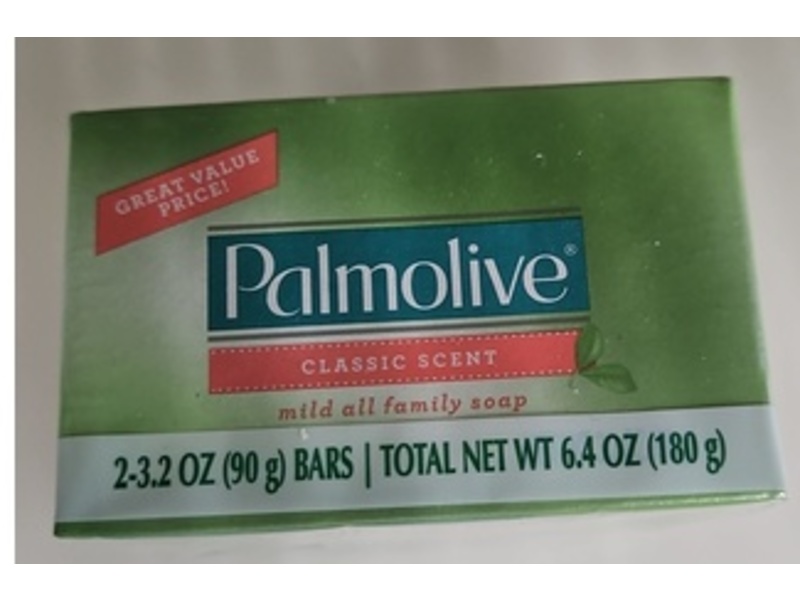 GREAT VALUE
PRICE!
Palmolive®
CLASSIC SCENT
mild all family soap
2-3.2 OZ (90 g) BARS | TOTAL NET WT 6.4 OZ (180 g)